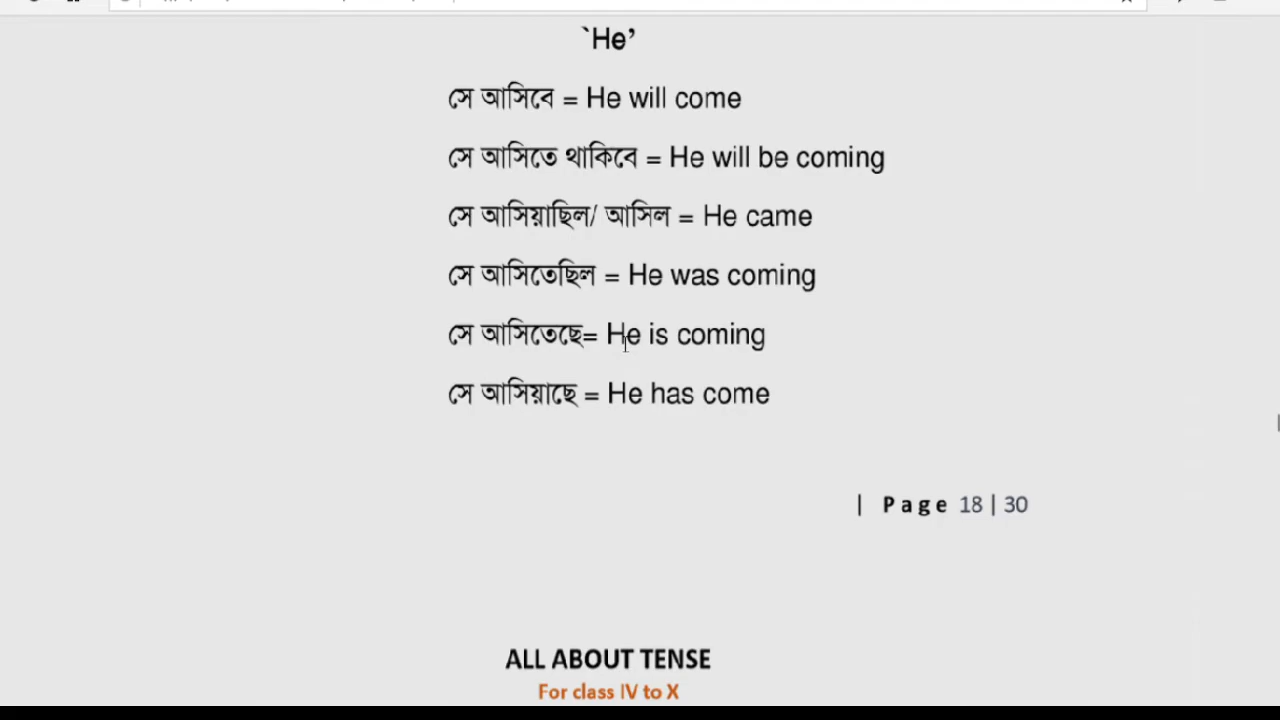 `He’
সে আসিবে = He will come
সে আসিতে থাকিবে = He will be coming
সে আসিয়াছিল/ আসিল = He came
সে আসিতেছিল = He was coming
সে আসিতেছে= He is coming
সে আসিয়াছে = He has come
| Page 18 | 30
ALL ABOUT TENSE
For class IV to X